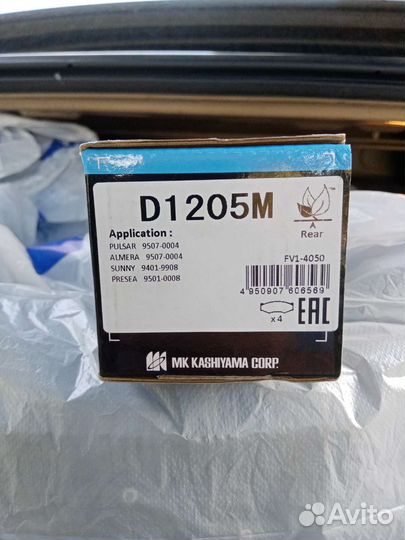 D1205M
A
Rear
Application :
PULSAR 9507-0004
ALMERA 9507-0004
SUNNY 9401-9908
PRESEA 9501-0008
FV1-4050
4 950907 606569
x 4
EAC
MK KASHIYAMA CORP.
Avito